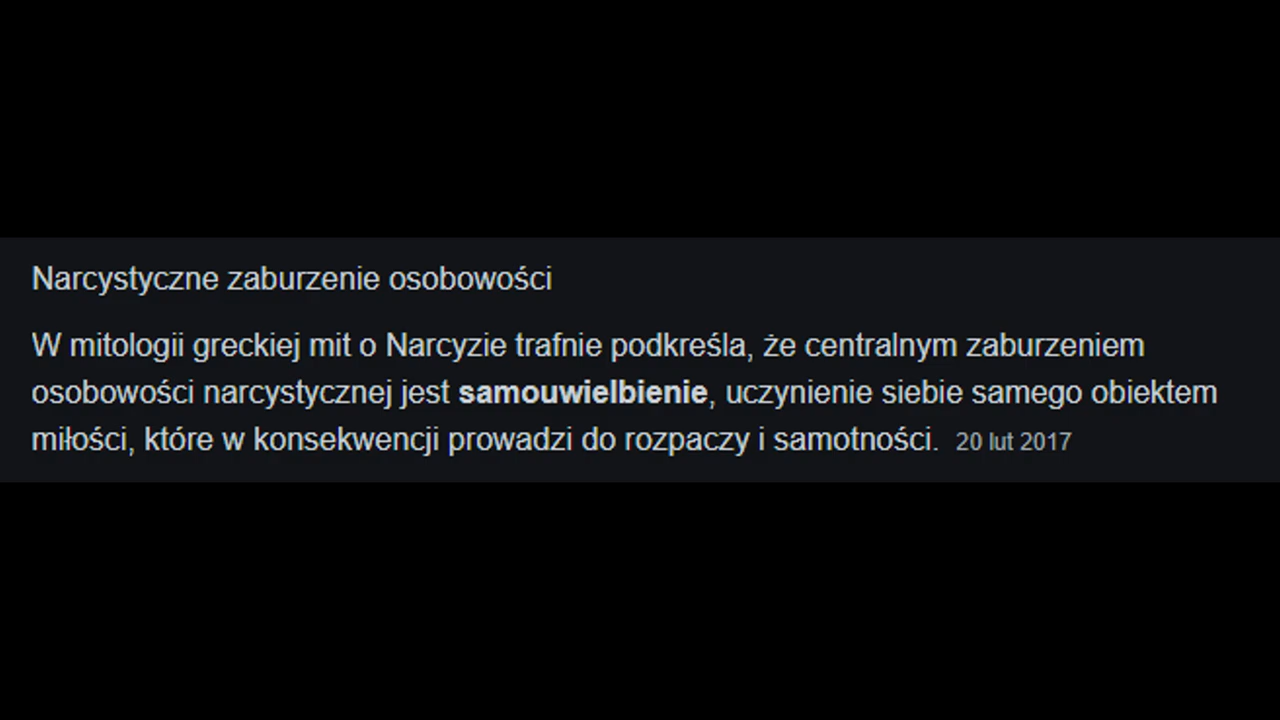 Narcystyczne zaburzenie osobowości
W mitologii greckiej mit o Narcyzie trafnie podkreśla, że centralnym zaburzeniem
osobowości narcystycznej jest samouwielbienie, uczynienie siebie samego obiektem
miłości, które w konsekwencji prowadzi do rozpaczy i samotności. 20 lut 2017